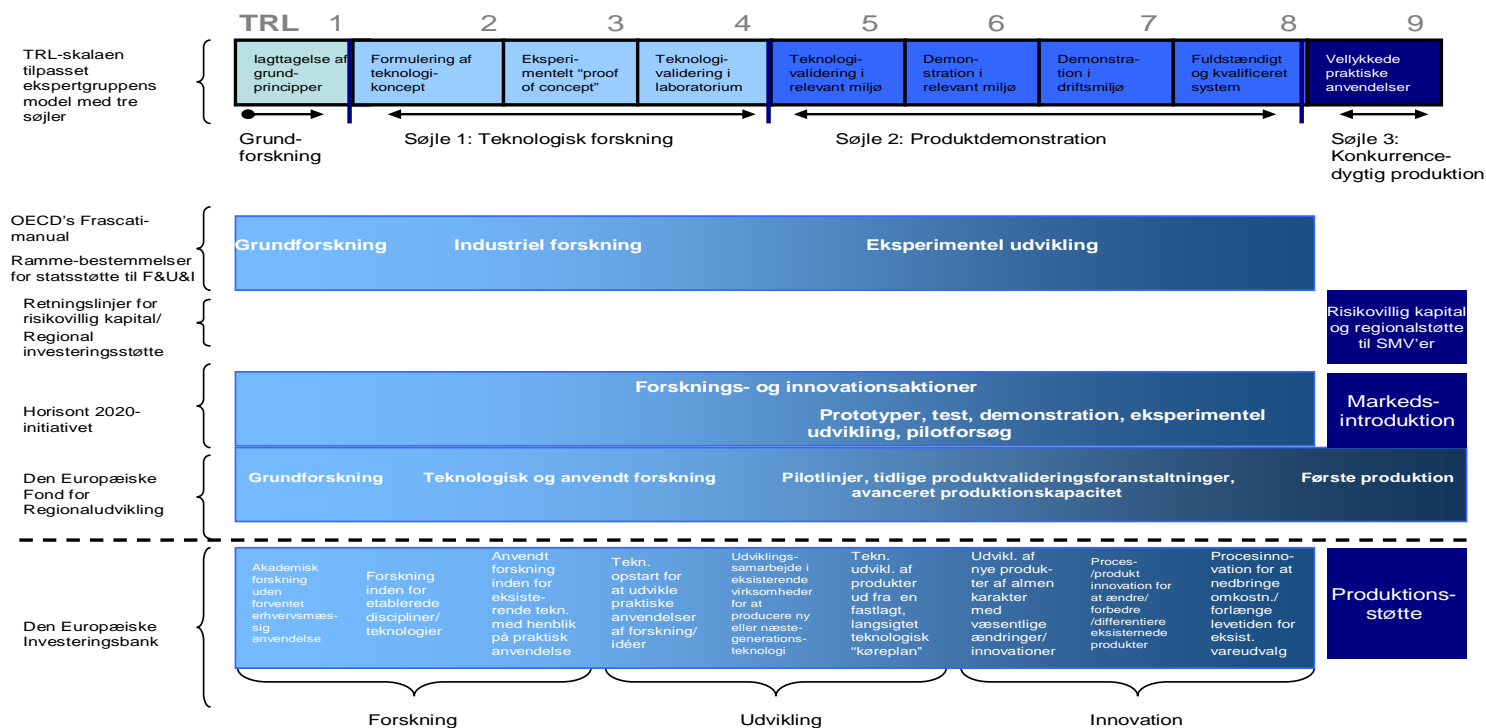 TRL 1 2 3 4 5 6 7 8 9
TRL-skalaen
tilpasset
ekspertgruppens
model med tre
søjler
Iagttagelse af
grund-
principper
Formulering af
teknologi-
koncept
Eksperi-
mentelt "proof
of concept"
Teknologi-
validering i
laboratorium
Teknologi-
validering i
relevant miljø
Demon-
stration i
relevant miljø
Demonstra-
tion i
driftsmiljø
Fuldstændigt
og kvalificeret
system
Vellykkede
praktiske
anvendelser
Grund-
forskning
Søjle 1: Teknologisk forskning
Søjle 2: Produktdemonstration
Søjle 3:
Konkurrence-
dygtig produktion
OECD's Frascati-
manual
Ramme-bestemmelser
for statsstøtte til F&U&I
Grundforskning
Industriel forskning
Eksperimentel udvikling
Retningslinjer for
risikovillig kapital/
Regional
investeringsstøtte
Risikovillig kapital
og regionalstøtte
til SMV'er
Horisont 2020-
initiativet
Forsknings- og innovationsaktioner
Prototyper, test, demonstration, eksperimentel
udvikling, pilotforsøg
Markeds-
introduktion
Den Europæiske
Fond for
Regionaludvikling
Grundforskning
Teknologisk og anvendt forskning
Pilotlinjer, tidlige produktvalideringsforanstaltninger,
avanceret produktionskapacitet
Første produktion
Den Europæiske
Investeringsbank
Akademisk
forskning
uden
forventet
erhvervsmæs-
sig
anvendelse
Forskning
inden for
etablerede
discipliner/
teknologier
Anvendt
forskning
inden for
eksiste-
rende tekn.
med henblik
på praktisk
anvendelse
Tekn.
opstart for
at udvikle
praktiske
anvendelser
af forskning/
idéer
Udviklings-
samarbejde i
eksisterende
virksomheder
for at
producere ny
eller næste-
generations-
teknologi
Tekn.
udvikl. af
produkter
ud fra en
fastlagt,
langsigtet
teknologisk
"køreplan"
Udvikl. af
nye produk-
ter af almen
karakter
med
væsentlige
ændringer/
innovationer
Proces-
/produkt
innovation for
at ændre/
forbedre
/differentiere
eksisternede
produkter
Procesinno-
vation for at
nedbringe
omkostn./
forlænge
levetiden for
eksist.
vareudvalg
Produktions-
støtte
Forskning
Udvikling
Innovation